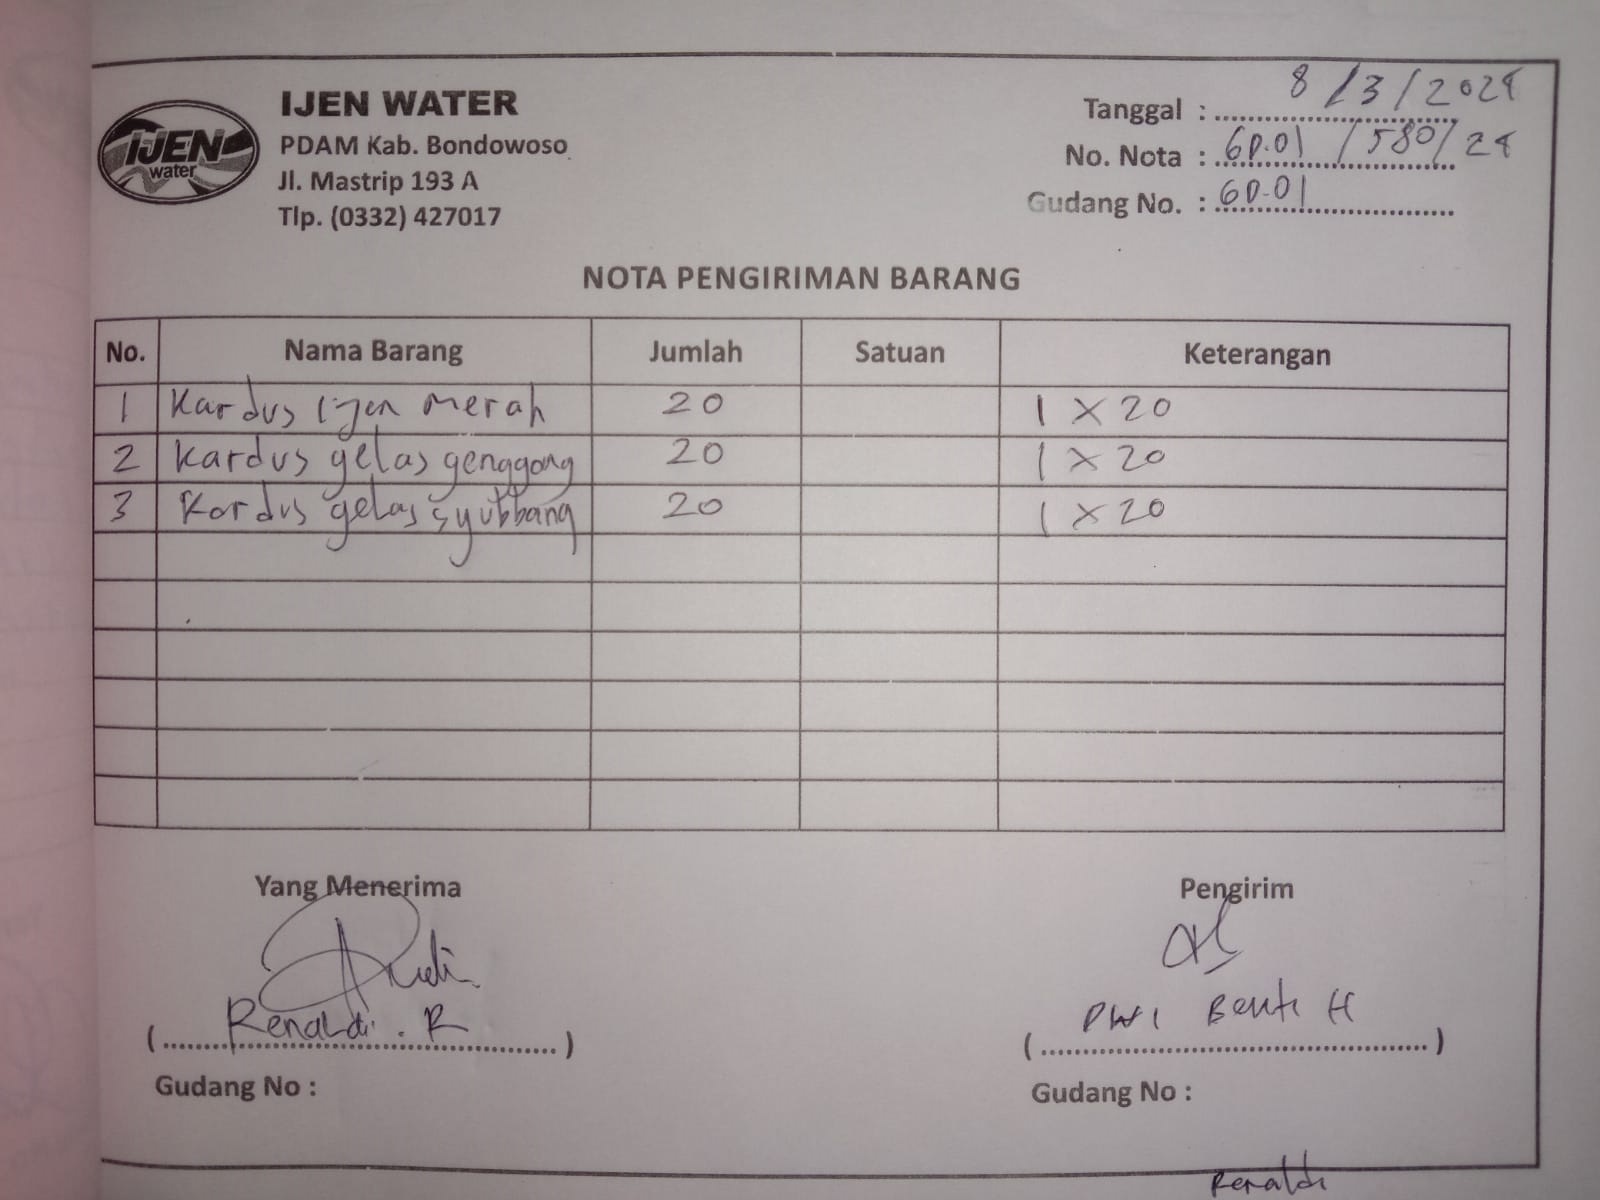 IJEN WATER
PDAM Kab. Bondowoso
Jl. Mastrip 193 A
Tlp. (0332) 427017
IJEN
water
Tanggal : 8/3/2024
No. Nota : GD.01 /580/24
Gudang No. : GD.01
NOTA PENGIRIMAN BARANG
No. Nama Barang Jumlah Satuan Keterangan
1 Kardus ijen merah 20 1 X 20
2 Kardus gelas genggong 20 1 X 20
3 Kardus gelas syubbang 20 1 X 20
Yang Menerima Pengirim
(Renaldi. R) (DWI Benti H)
Gudang No : Gudang No :
Renaldi